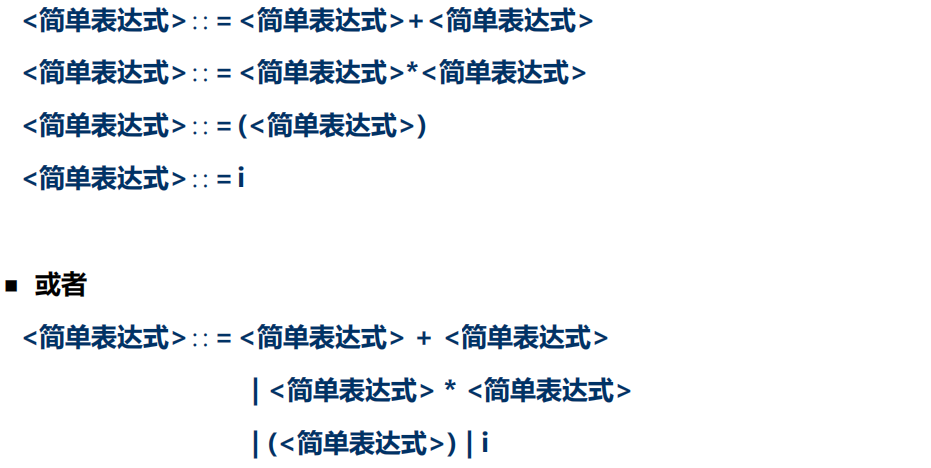 <简单表达式>::=<简单表达式>+<简单表达式>
<简单表达式>::=<简单表达式>*<简单表达式>
<简单表达式>::=(<简单表达式>)
<简单表达式>::=i
▪ 或者
<简单表达式>::=<简单表达式> + <简单表达式>
|<简单表达式> * <简单表达式>
|(<简单表达式>)|i